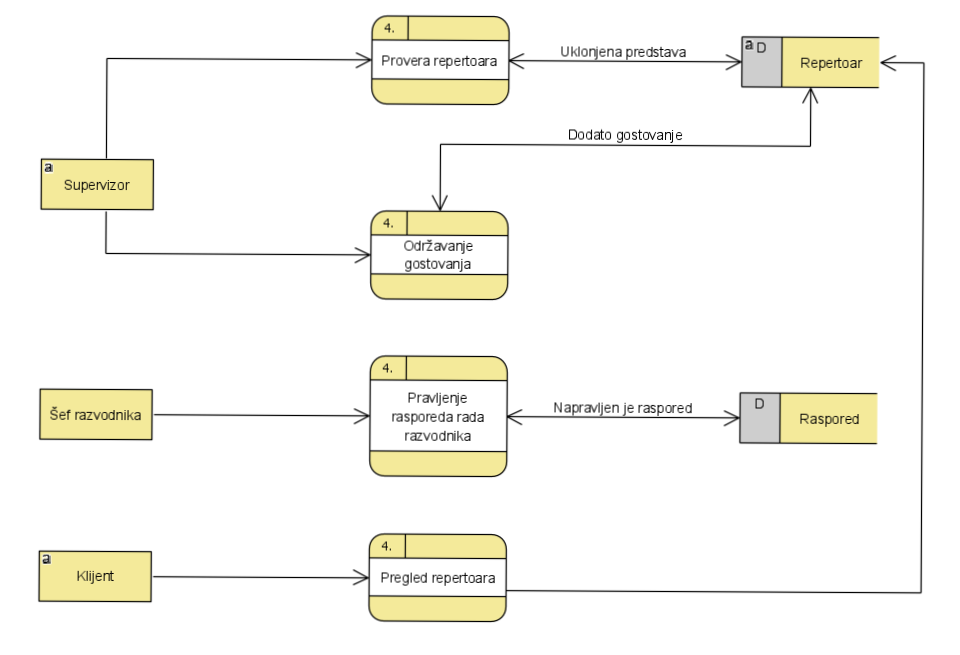 4.
Provera repertoara
Uklonjena predstava
a D
Repertoar
Dodato gostovanje
a
Supervizor
4.
Održavanje
gostovanja
4.
Šef razvodnika
Pravljenje
rasporeda rada
razvodnika
Napravljen je raspored
D
Raspored
4.
a
Klijent
Pregled repertoara